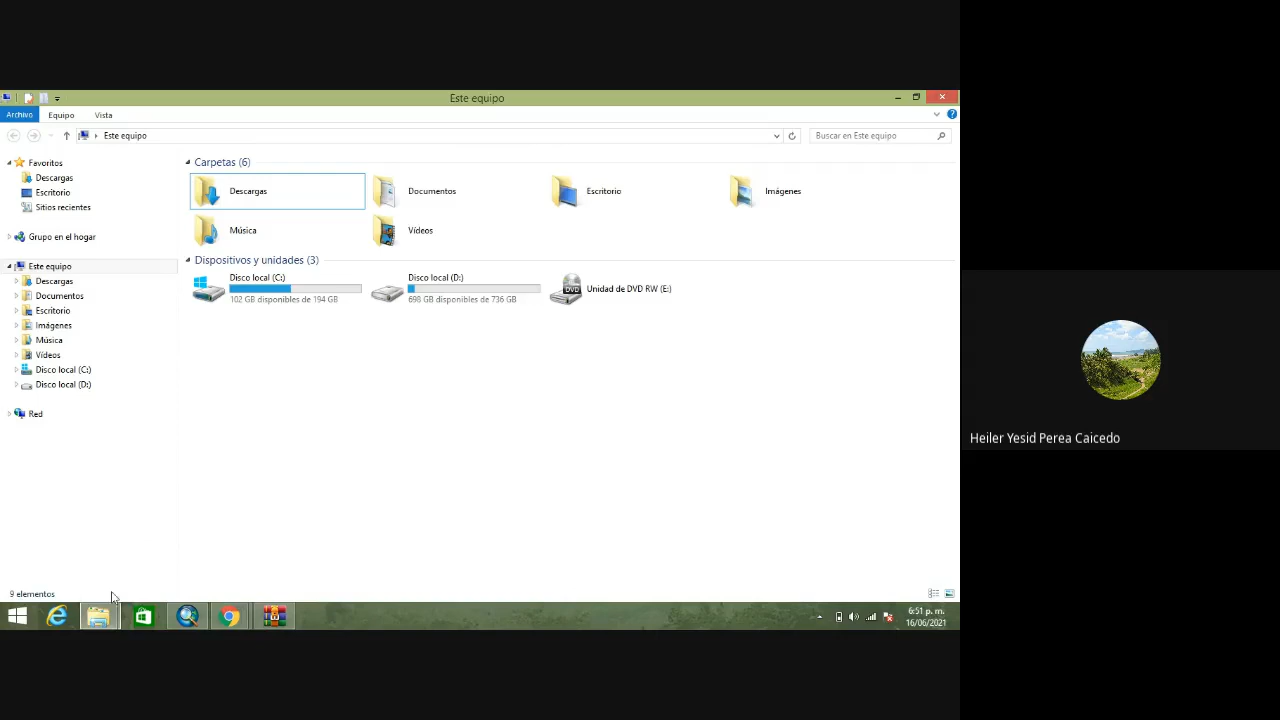 Este equipo
Archivo Equipo Vista
Este equipo Buscar en Este equipo
Favoritos
Descargas
Escritorio
Sitios recientes
Grupo en el hogar
Este equipo
Descargas
Documentos
Escritorio
Imágenes
Música
Vídeos
Disco local (C:)
Disco local (D:)
Red
Carpetas (6)
Descargas Documentos Escritorio Imágenes
Música Vídeos
Dispositivos y unidades (3)
Disco local (C:)
102 GB disponibles de 194 GB
Disco local (D:)
698 GB disponibles de 736 GB
DVD
Unidad de DVD RW (E:)
9 elementos
6:51 p. m.
16/06/2021
Heiler Yesid Perea Caicedo